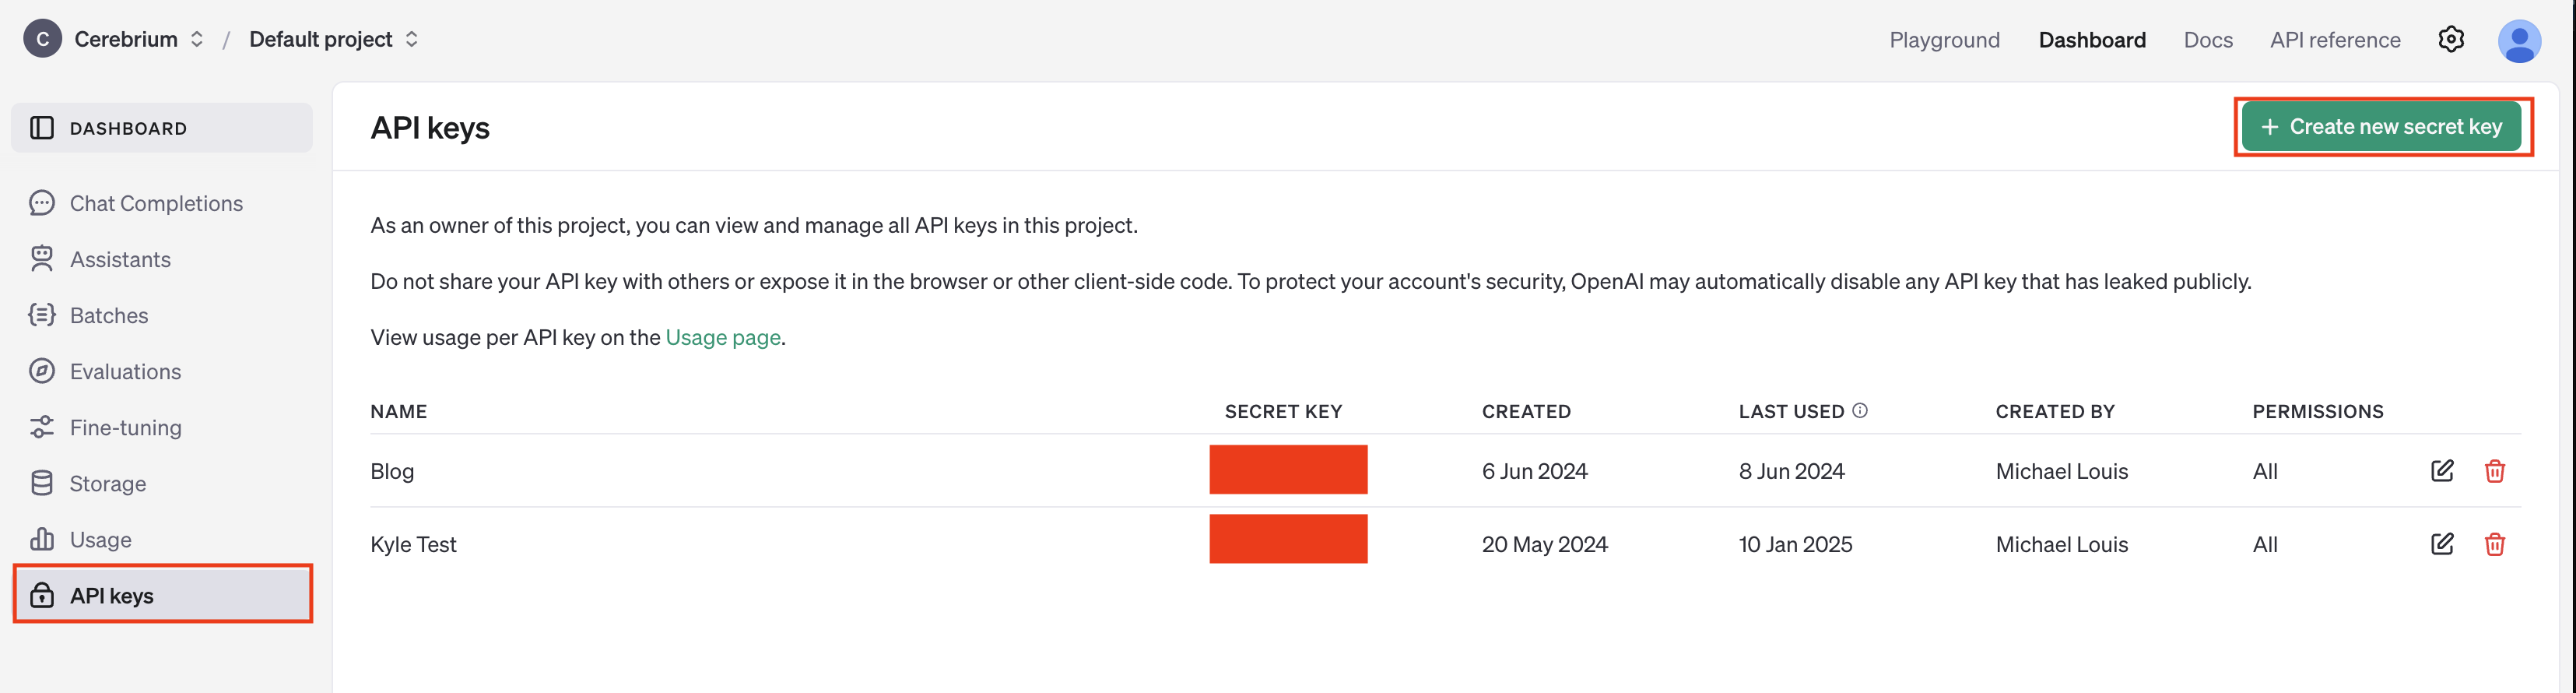 C Cerebrium / Default project Playground Dashboard Docs API reference
DASHBOARD
Chat Completions
Assistants
Batches
Evaluations
Fine-tuning
Storage
Usage
API keys
API keys
+ Create new secret key
As an owner of this project, you can view and manage all API keys in this project.
Do not share your API key with others or expose it in the browser or other client-side code. To protect your account's security, OpenAI may automatically disable any API key that has leaked publicly.
View usage per API key on the Usage page.
NAME SECRET KEY CREATED LAST USED CREATED BY PERMISSIONS
Blog 6 Jun 2024 8 Jun 2024 Michael Louis All
Kyle Test 20 May 2024 10 Jan 2025 Michael Louis All